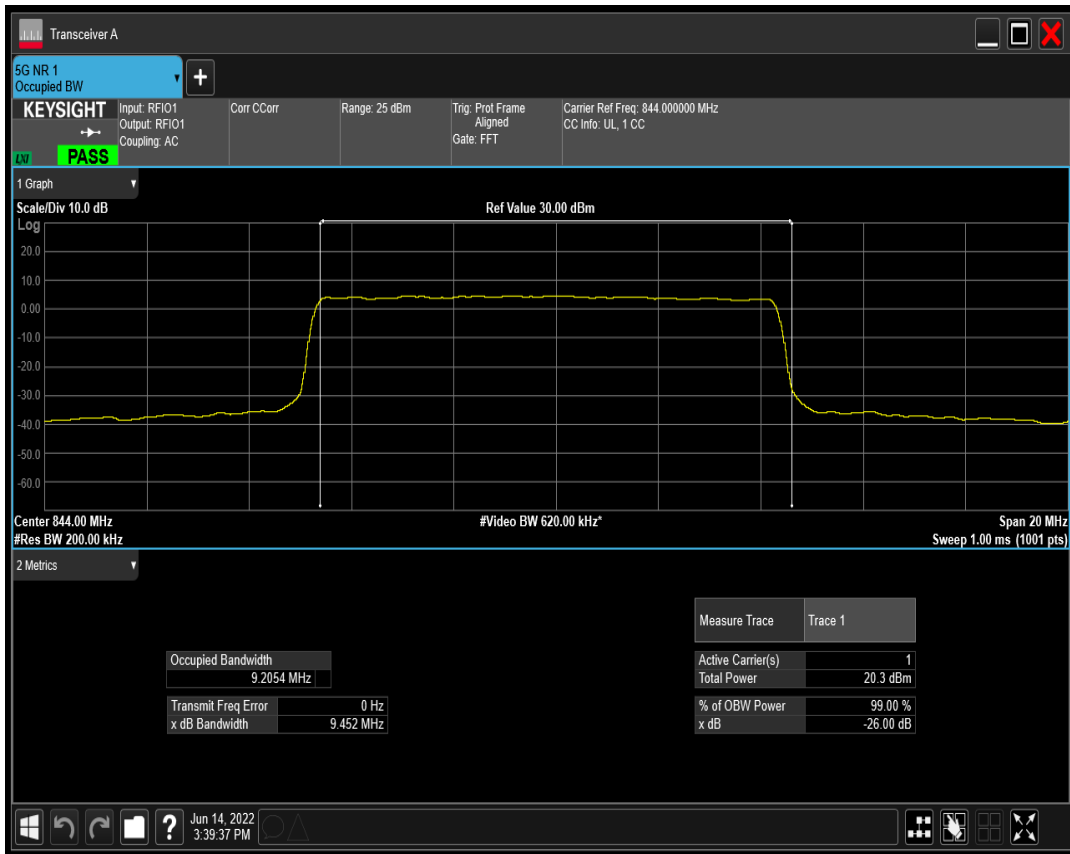 Transceiver A
5G NR 1
Occupied BW
+
KEYSIGHT
LXI
PASS
Input: RFIO1
Output: RFIO1
Coupling: AC
Corr CCorr
Range: 25 dBm
Trig: Prot Frame
Aligned
Gate: FFT
Carrier Ref Freq: 844.000000 MHz
CC Info: UL, 1 CC
1 Graph
Scale/Div 10.0 dB
Ref Value 30.00 dBm
Log
20.0
10.0
0.00
-10.0
-20.0
-30.0
-40.0
-50.0
-60.0
Center 844.00 MHz
#Video BW 620.00 kHz*
Span 20 MHz
#Res BW 200.00 kHz
Sweep 1.00 ms (1001 pts)
2 Metrics
Measure Trace Trace 1
Occupied Bandwidth
9.2054 MHz
Active Carrier(s) 1
Total Power 20.3 dBm
Transmit Freq Error 0 Hz
x dB Bandwidth 9.452 MHz
% of OBW Power 99.00 %
x dB -26.00 dB
?
Jun 14, 2022
3:39:37 PM